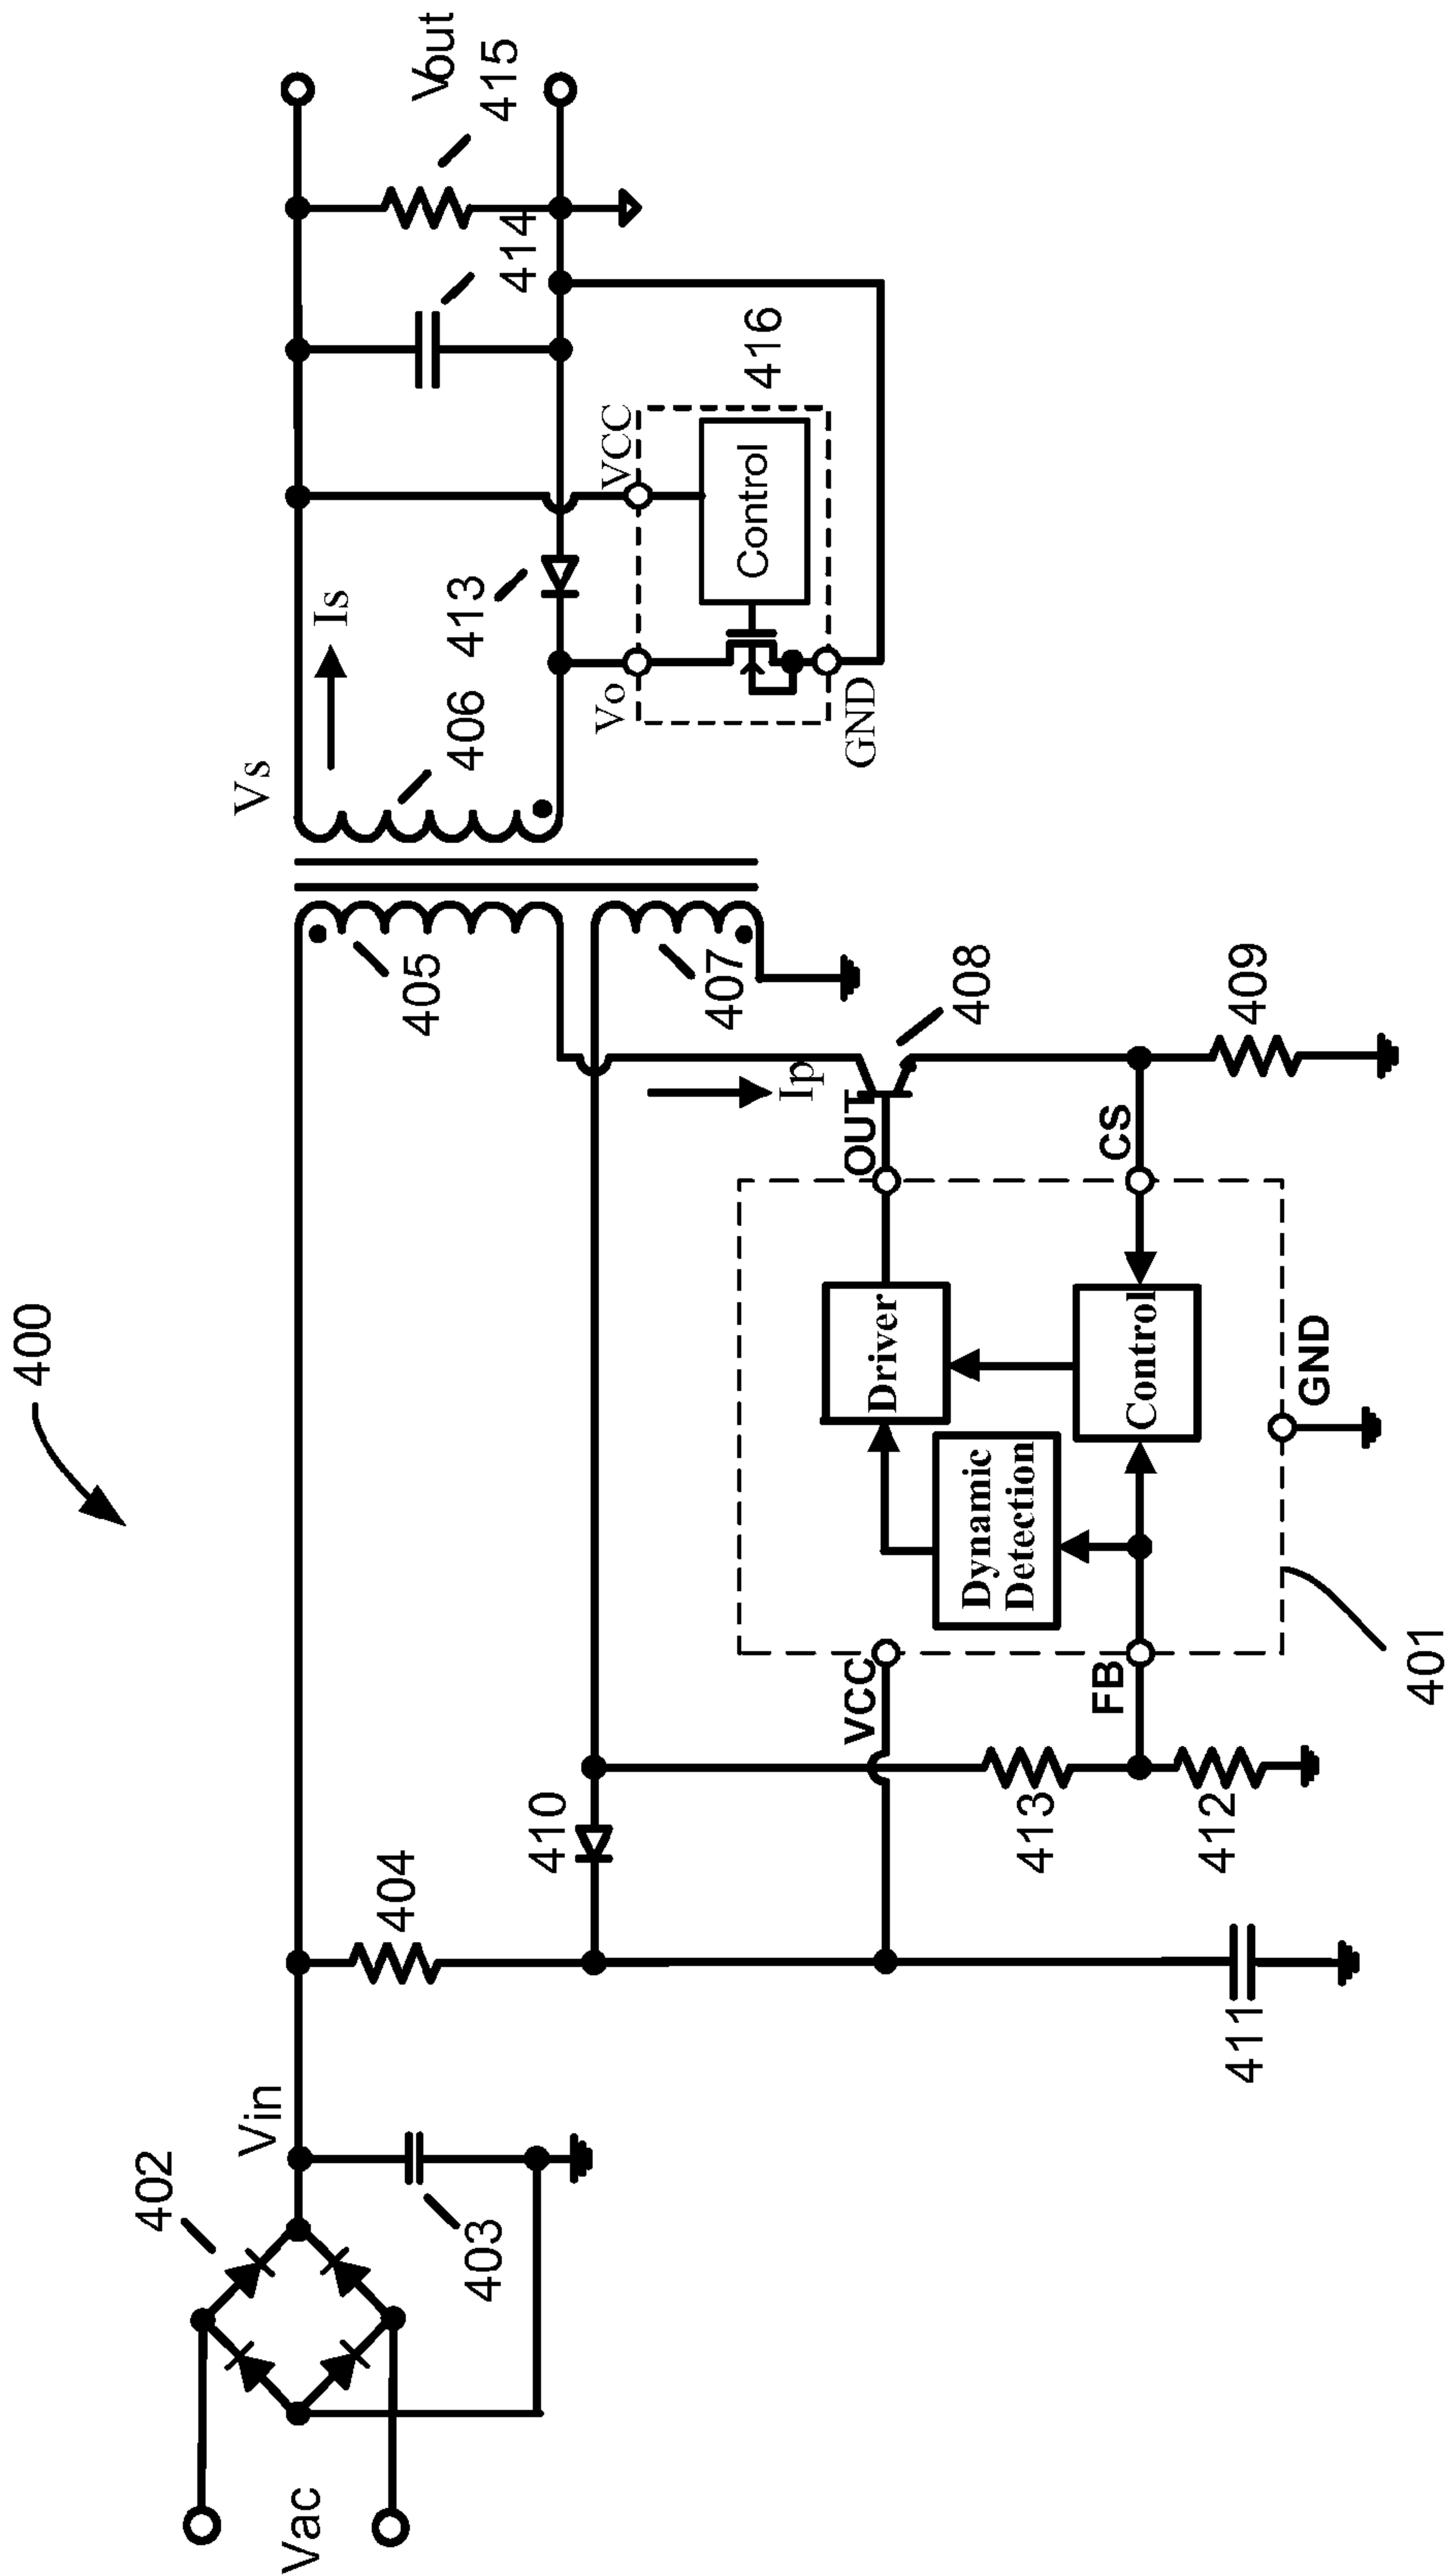 400
Vac
402
Vin
403
404
405
406
407
Vs
Is
413
414
415
Vout
Vo
VCC
Control
416
GND
Ip
408
409
410
411
413
412
VCC
FB
OUT
CS
Driver
Dynamic
Detection
Control
GND
401